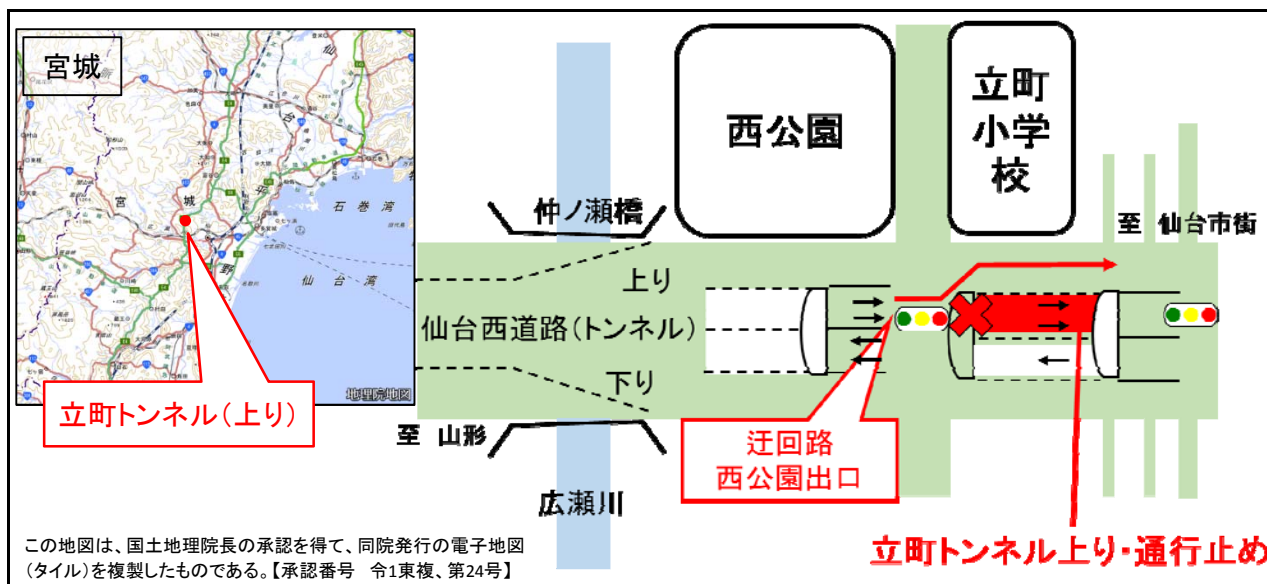 宮城
石巻湾
仙台湾
地理院地図
立町トンネル(上り)
西公園
立町
小学
校
仲ノ瀬橋
至 仙台市街
上り
仙台西道路(トンネル)
下り
至 山形
迂回路
西公園出口
広瀬川
立町トンネル上り・通行止め
この地図は、国土地理院長の承認を得て、同院発行の電子地図
(タイル)を複製したものである。【承認番号 令1東複、第24号】